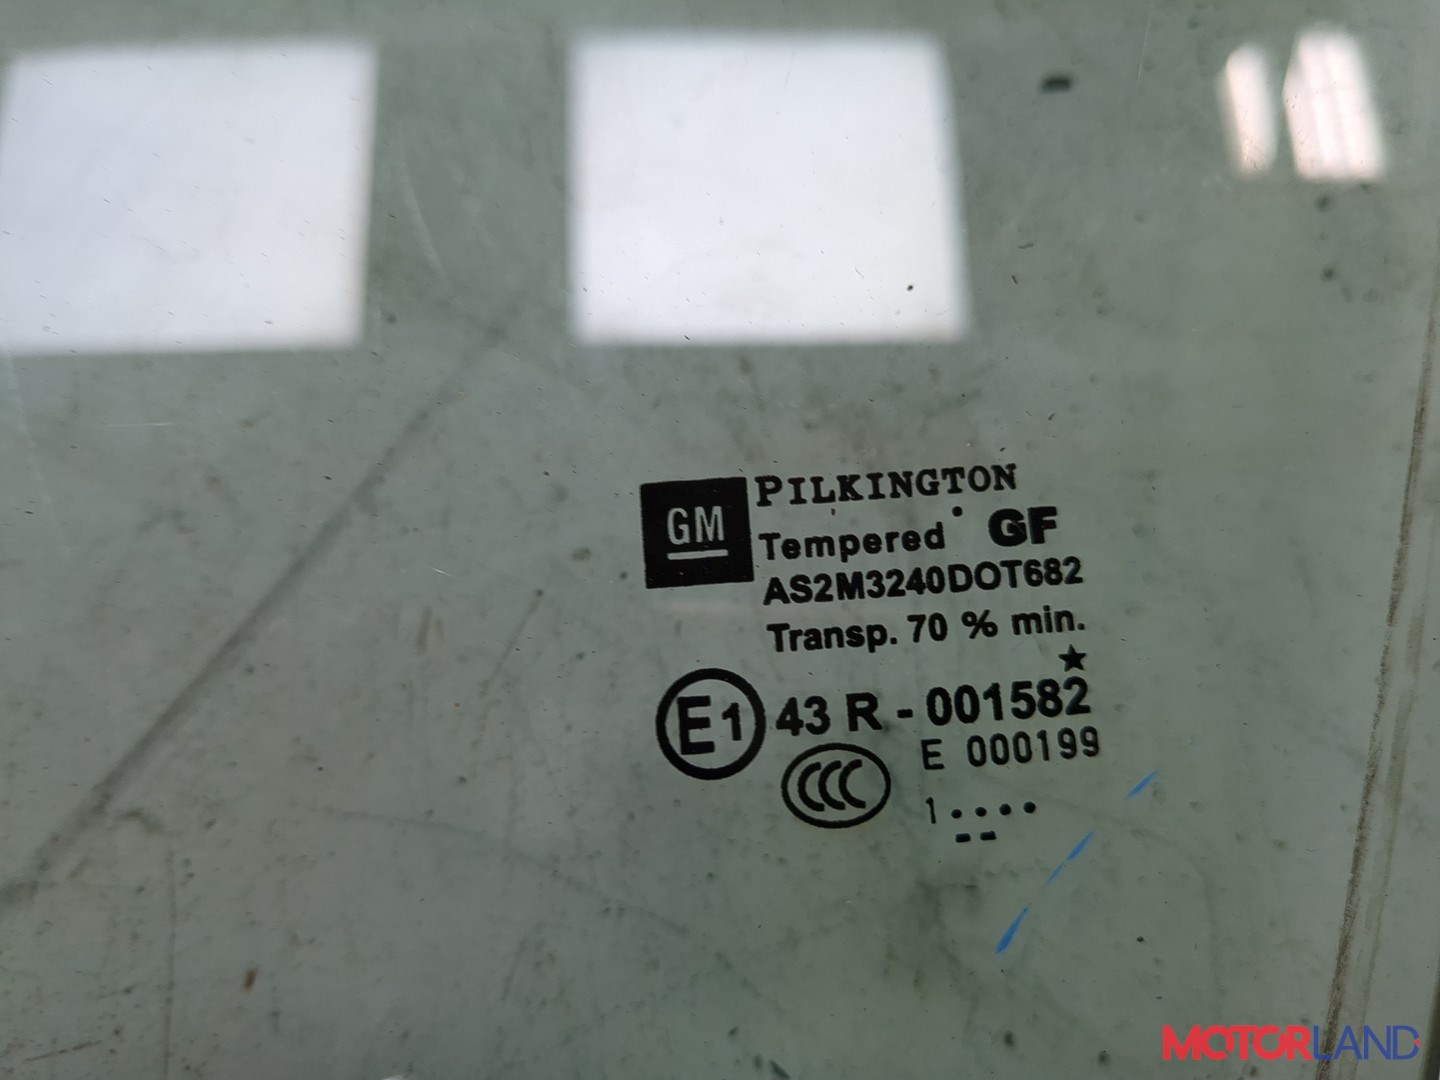 GM
PILKINGTON
Tempered GF
AS2M3240DOT682
Transp. 70 % min.
E1 43 R - 001582
E 000199
CCC
1 . . . .
MOTORLAND